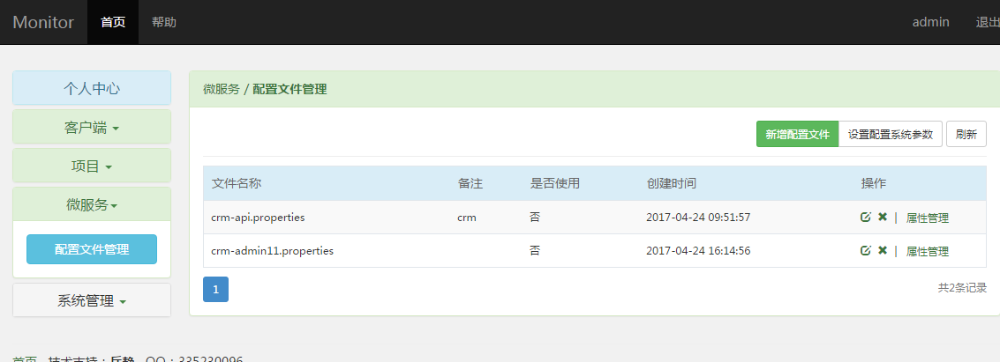 Monitor 首页 帮助 admin 退出
个人中心
客户端
项目
微服务
配置文件管理
系统管理
微服务 / 配置文件管理
新增配置文件 设置配置系统参数 刷新
文件名称 备注 是否使用 创建时间 操作
crm-api.properties crm 否 2017-04-24 09:51:57 | 属性管理
crm-admin11.properties 否 2017-04-24 16:14:56 | 属性管理
1 共2条记录
首页 技术支持：岳静 QQ：335230096